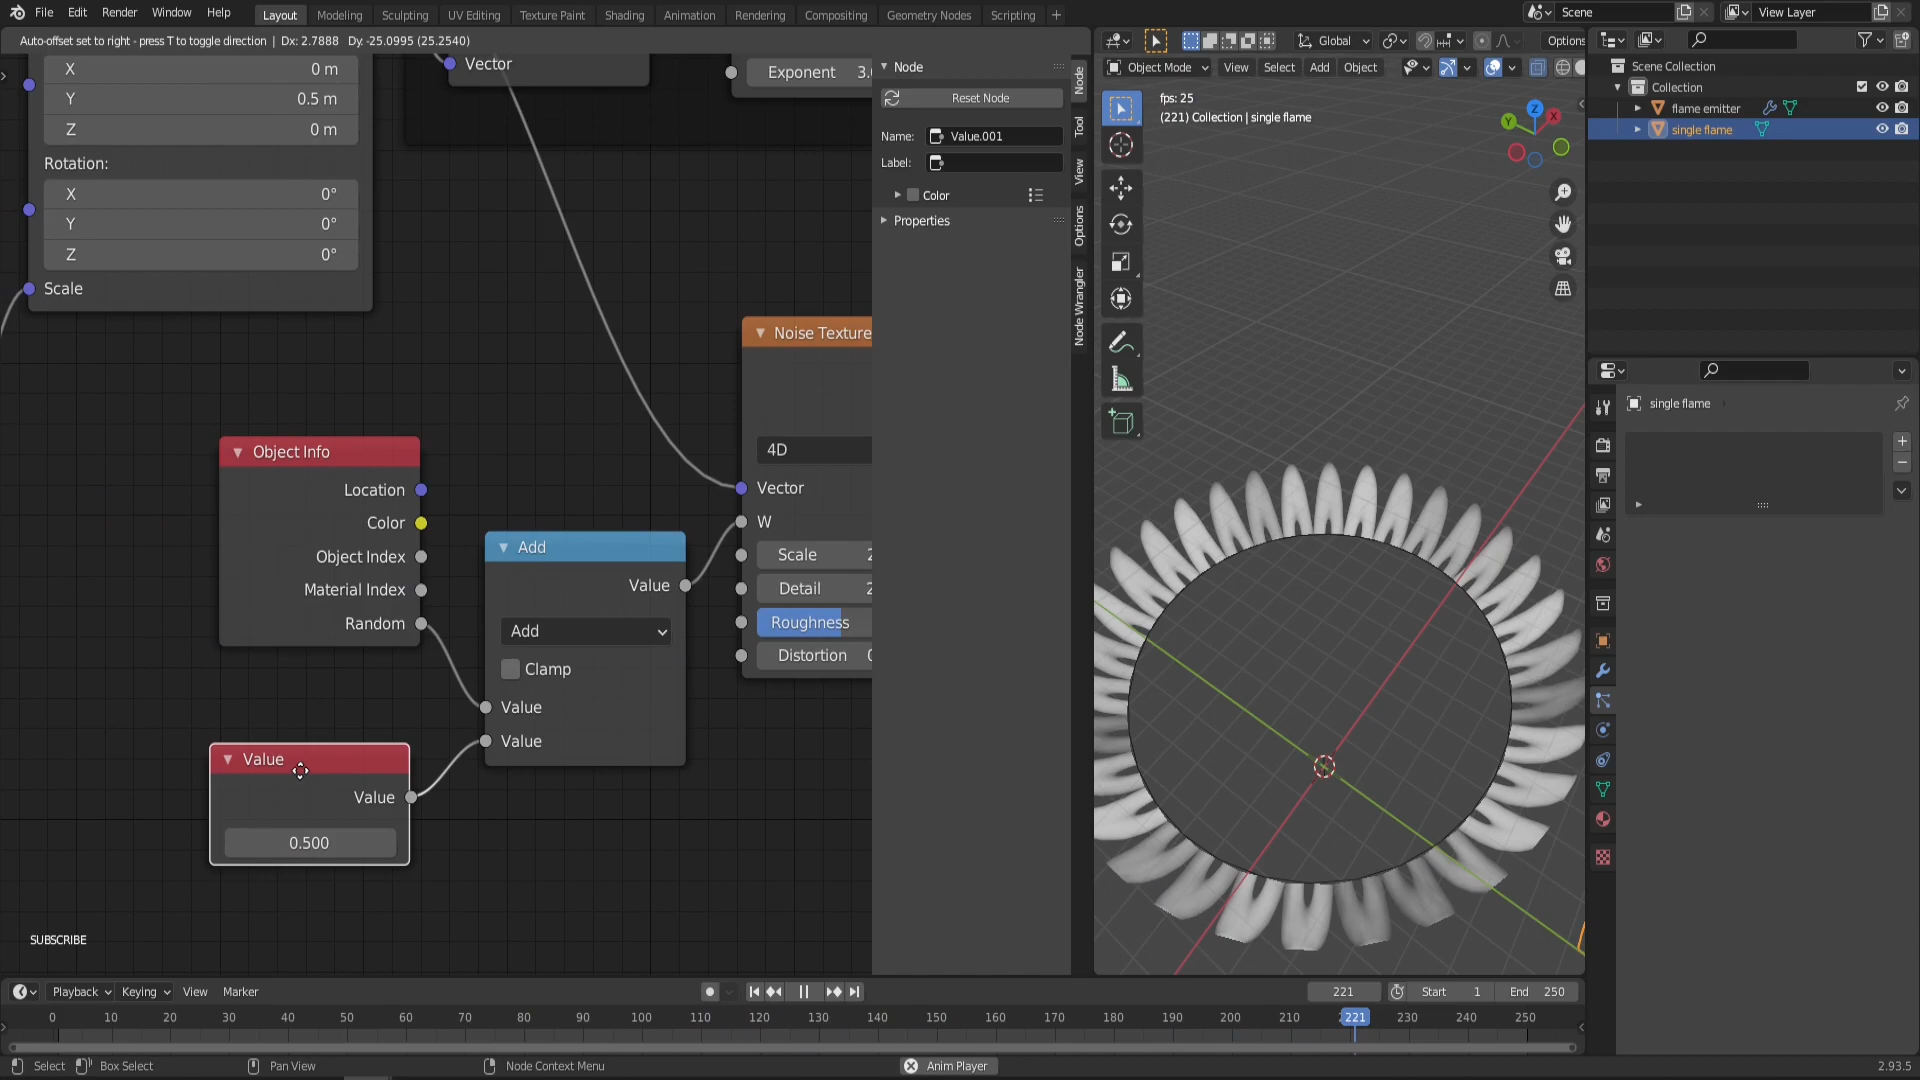 File Edit Render Window Help
Layout Modeling Sculpting UV Editing Texture Paint Shading Animation Rendering Compositing Geometry Nodes Scripting +
Scene
View Layer
Auto-offset set to right - press T to toggle direction | Dx: 2.7888 Dy: -25.0995 (25.2540)
X 0 m
Y 0.5 m
Z 0 m
Rotation:
X 0°
Y 0°
Z 0°
Scale
Vector
Exponent 3.
Noise Texture
4D
Vector
W
Scale 2
Detail 2
Roughness
Distortion
Object Info
Location
Color
Object Index
Material Index
Random
Add
Value
Add
Clamp
Value
Value
Value
Value
0.500
SUBSCRIBE
Node
Reset Node
Name: Value.001
Label:
Color
Properties
Node
Tool
View
Options
Node Wrangler
Global
Options
Object Mode View Select Add Object
fps: 25
(221) Collection | single flame
Z
X
Y
Scene Collection
Collection
flame emitter
single flame
single flame
Playback Keying View Marker
221
Start 1
End 250
0 10 20 30 40 50 60 70 80 90 100 110 120 130 140 150 160 170 180 190 200 210 221 230 240 250
Select Box Select Pan View Node Context Menu Anim Player 2.93.5